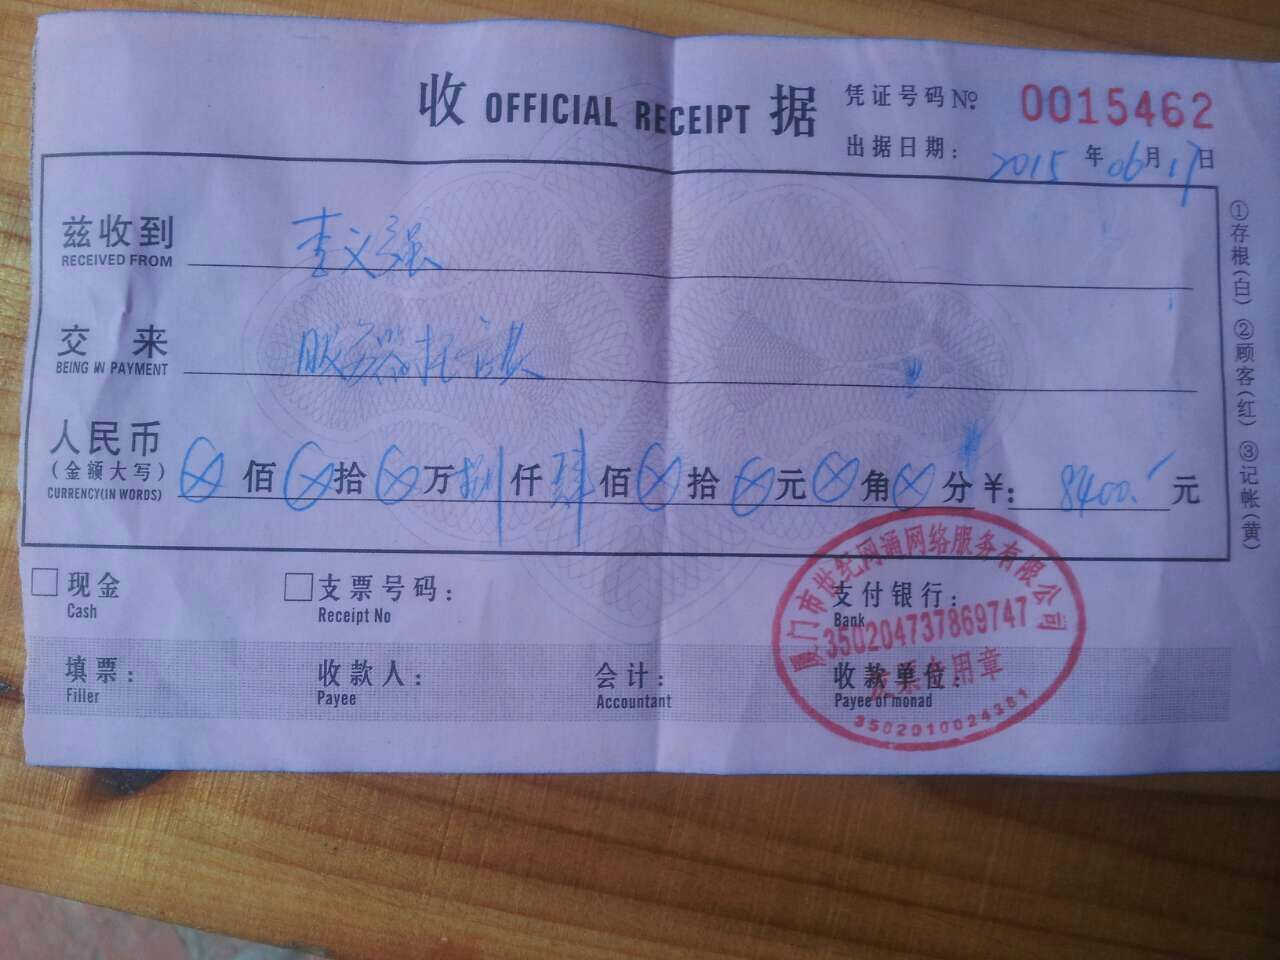 收 OFFICIAL RECEIPT 据
凭证号码 № 0015462
出据日期： 2015 年 06 月 17 日
兹收到 李文强
RECEIVED FROM
交来 服务器托管费
BEING IN PAYMENT
人民币
（金额大写） ⊗ 佰 ⊗ 拾 ⊗ 万 捌 仟 肆 佰 ⊗ 拾 ⊗ 元 ⊗ 角 ⊗ 分 ¥： 8400. 元
CURRENCY(IN WORDS)
①存根(白) ②顾客(红) ③记帐(黄)
现金 支票号码： 支付银行：
Cash Receipt No Bank
填票： 收款人： 会计： 收款单位：
Filler Payee Accountant Payee of monad
厦门市世纪网通网络服务有限公司
350204737869747
发票专用章
3502010024381